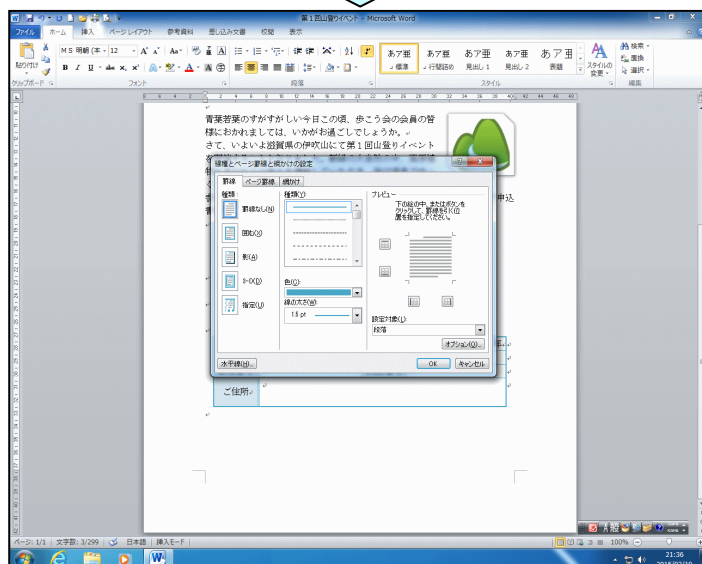 第１回山登りイベント - Microsoft Word
ファイル ホーム 挿入 ページ レイアウト 参考資料 差し込み文書 校閲 表示
ＭＳ 明朝 (本 12
貼り付け
あア亜 あア亜 あア亜 あア亜 あア亜
標準 行間詰め 見出し 1 見出し 2 表題
スタイルの変更
検索
置換
選択
クリップボード フォント 段落 スタイル 編集
青葉若葉のすがすがしい今日この頃、歩こう会の会員の皆
様におかれましては、いかがお過ごしでしょうか。
さて、いよいよ滋賀県の伊吹山にて第１回山登りイベント
線種とページ罫線と網かけの設定
罫線 ページ罫線 網かけ
種類:
罫線なし(N)
囲む(X)
影(A)
3-D(D)
指定(U)
種類(Y):
色(C):
線の太さ(W):
1.5 pt
プレビュー
下の絵の中、またはボタンを
クリックして、罫線を引く位
置を指定してください。
設定対象(L):
段落
オプション(O)...
水平線(H)...
OK キャンセル
申込
ご住所
ページ: 1/1 文字数: 3/299 日本語 挿入モード
100%
A 般
KANA
21:36